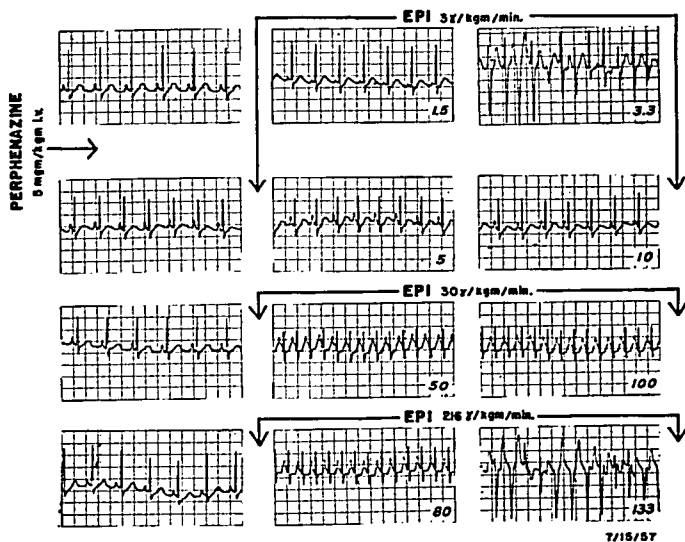 EPI 3γ/kgm/min.
1.5
3.3
PERPHENAZINE
5 mgm/kgm i.v.
5
10
EPI 30γ/kgm/min.
50
100
EPI 216γ/kgm/min.
80
133
7/15/57